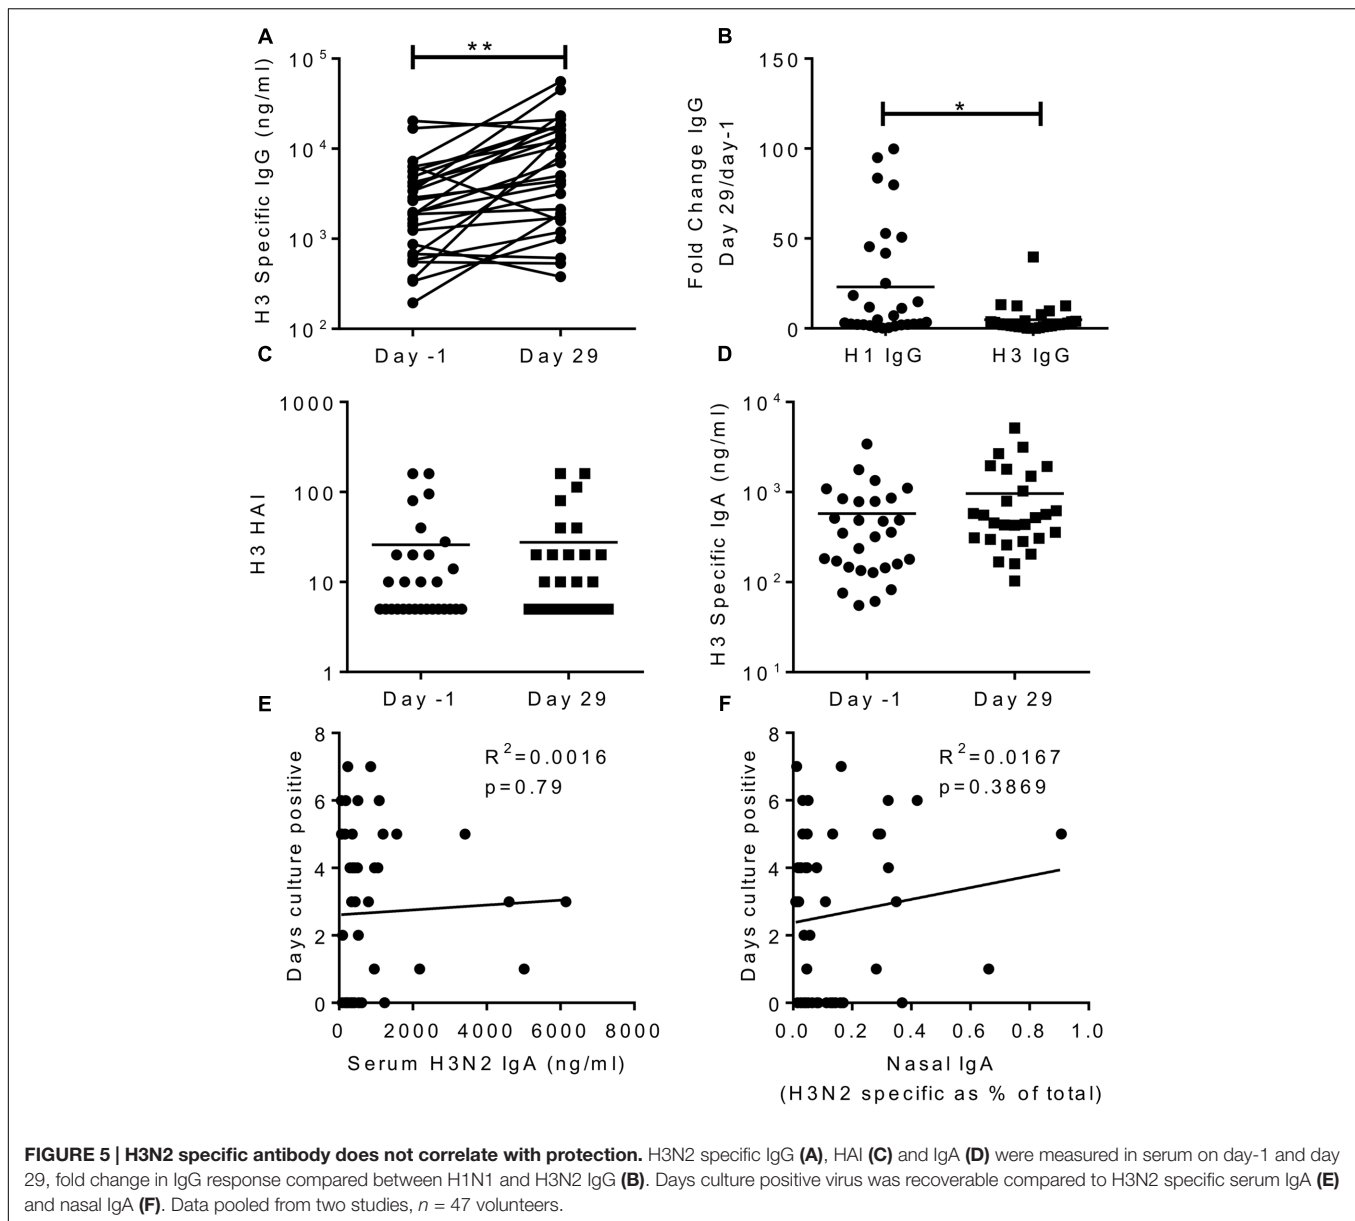 A
B
H3 Specific IgG (ng/ml)
10^5
10^4
10^3
10^2
**
Day -1
Day 29
Fold Change IgG
Day 29/day-1
150
100
50
0
*
H1 IgG
H3 IgG
C
D
H3 HAI
1000
100
10
1
Day -1
Day 29
H3 Specific IgA (ng/ml)
10^4
10^3
10^2
10^1
Day -1
Day 29
E
F
Days culture positive
8
6
4
2
0
R^2=0.0016
p=0.79
0
2000
4000
6000
8000
Serum H3N2 IgA (ng/ml)
Days culture positive
8
6
4
2
0
R^2=0.0167
p=0.3869
0.0
0.2
0.4
0.6
0.8
1.0
Nasal IgA
(H3N2 specific as % of total)
FIGURE 5 | H3N2 specific antibody does not correlate with protection. H3N2 specific IgG (A), HAI (C) and IgA (D) were measured in serum on day-1 and day
29, fold change in IgG response compared between H1N1 and H3N2 IgG (B). Days culture positive virus was recoverable compared to H3N2 specific serum IgA (E)
and nasal IgA (F). Data pooled from two studies, n = 47 volunteers.